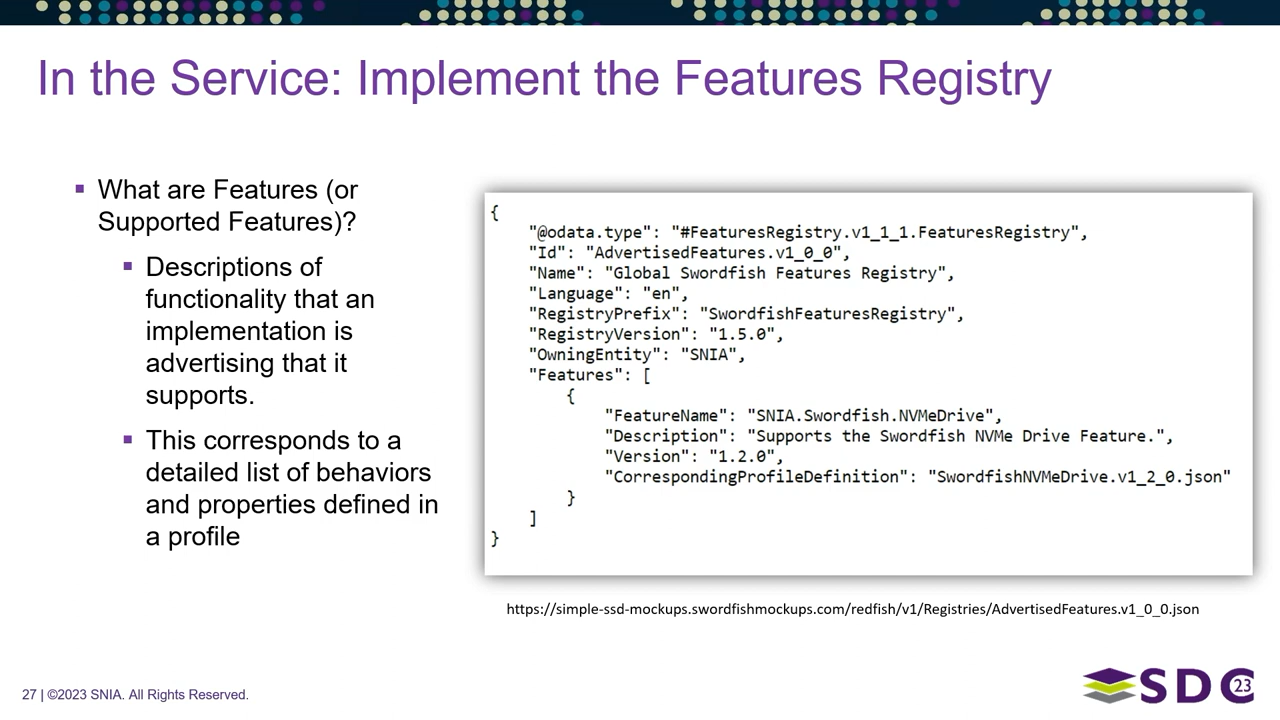 In the Service: Implement the Features Registry
What are Features (or
Supported Features)?
Descriptions of
functionality that an
implementation is
advertising that it
supports.
This corresponds to a
detailed list of behaviors
and properties defined in
a profile
{
"@odata.type": "#FeaturesRegistry.v1_1_1.FeaturesRegistry",
"Id": "AdvertisedFeatures.v1_0_0",
"Name": "Global Swordfish Features Registry",
"Language": "en",
"RegistryPrefix": "SwordfishFeaturesRegistry",
"RegistryVersion": "1.5.0",
"OwningEntity": "SNIA",
"Features": [
{
"FeatureName": "SNIA.Swordfish.NVMeDrive",
"Description": "Supports the Swordfish NVMe Drive Feature.",
"Version": "1.2.0",
"CorrespondingProfileDefinition": "SwordfishNVMeDrive.v1_2_0.json"
}
]
}
https://simple-ssd-mockups.swordfishmockups.com/redfish/v1/Registries/AdvertisedFeatures.v1_0_0.json
27 | ©2023 SNIA. All Rights Reserved.
SDC 23